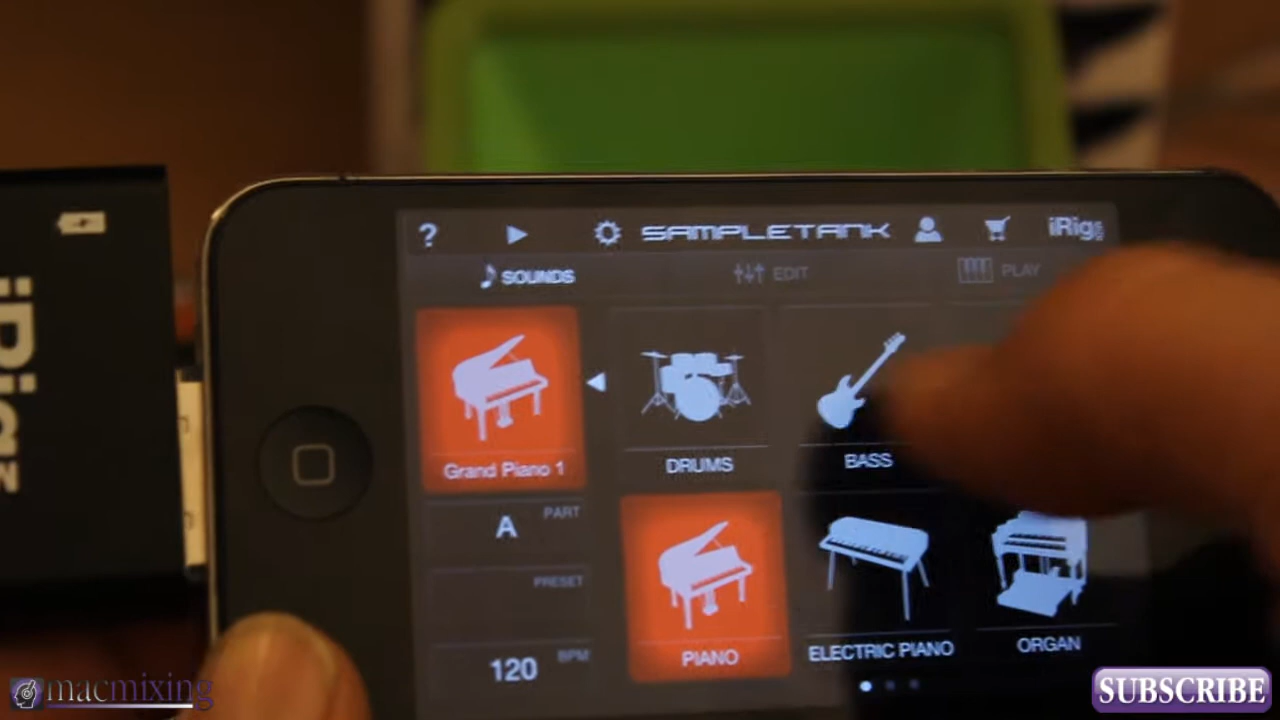 ? SAMPLETANK iRig
SOUNDS EDIT PLAY
Grand Piano 1
DRUMS
BASS
A PART
PRESET
120 BPM
PIANO
ELECTRIC PIANO
ORGAN
iRig
macmixing
SUBSCRIBE